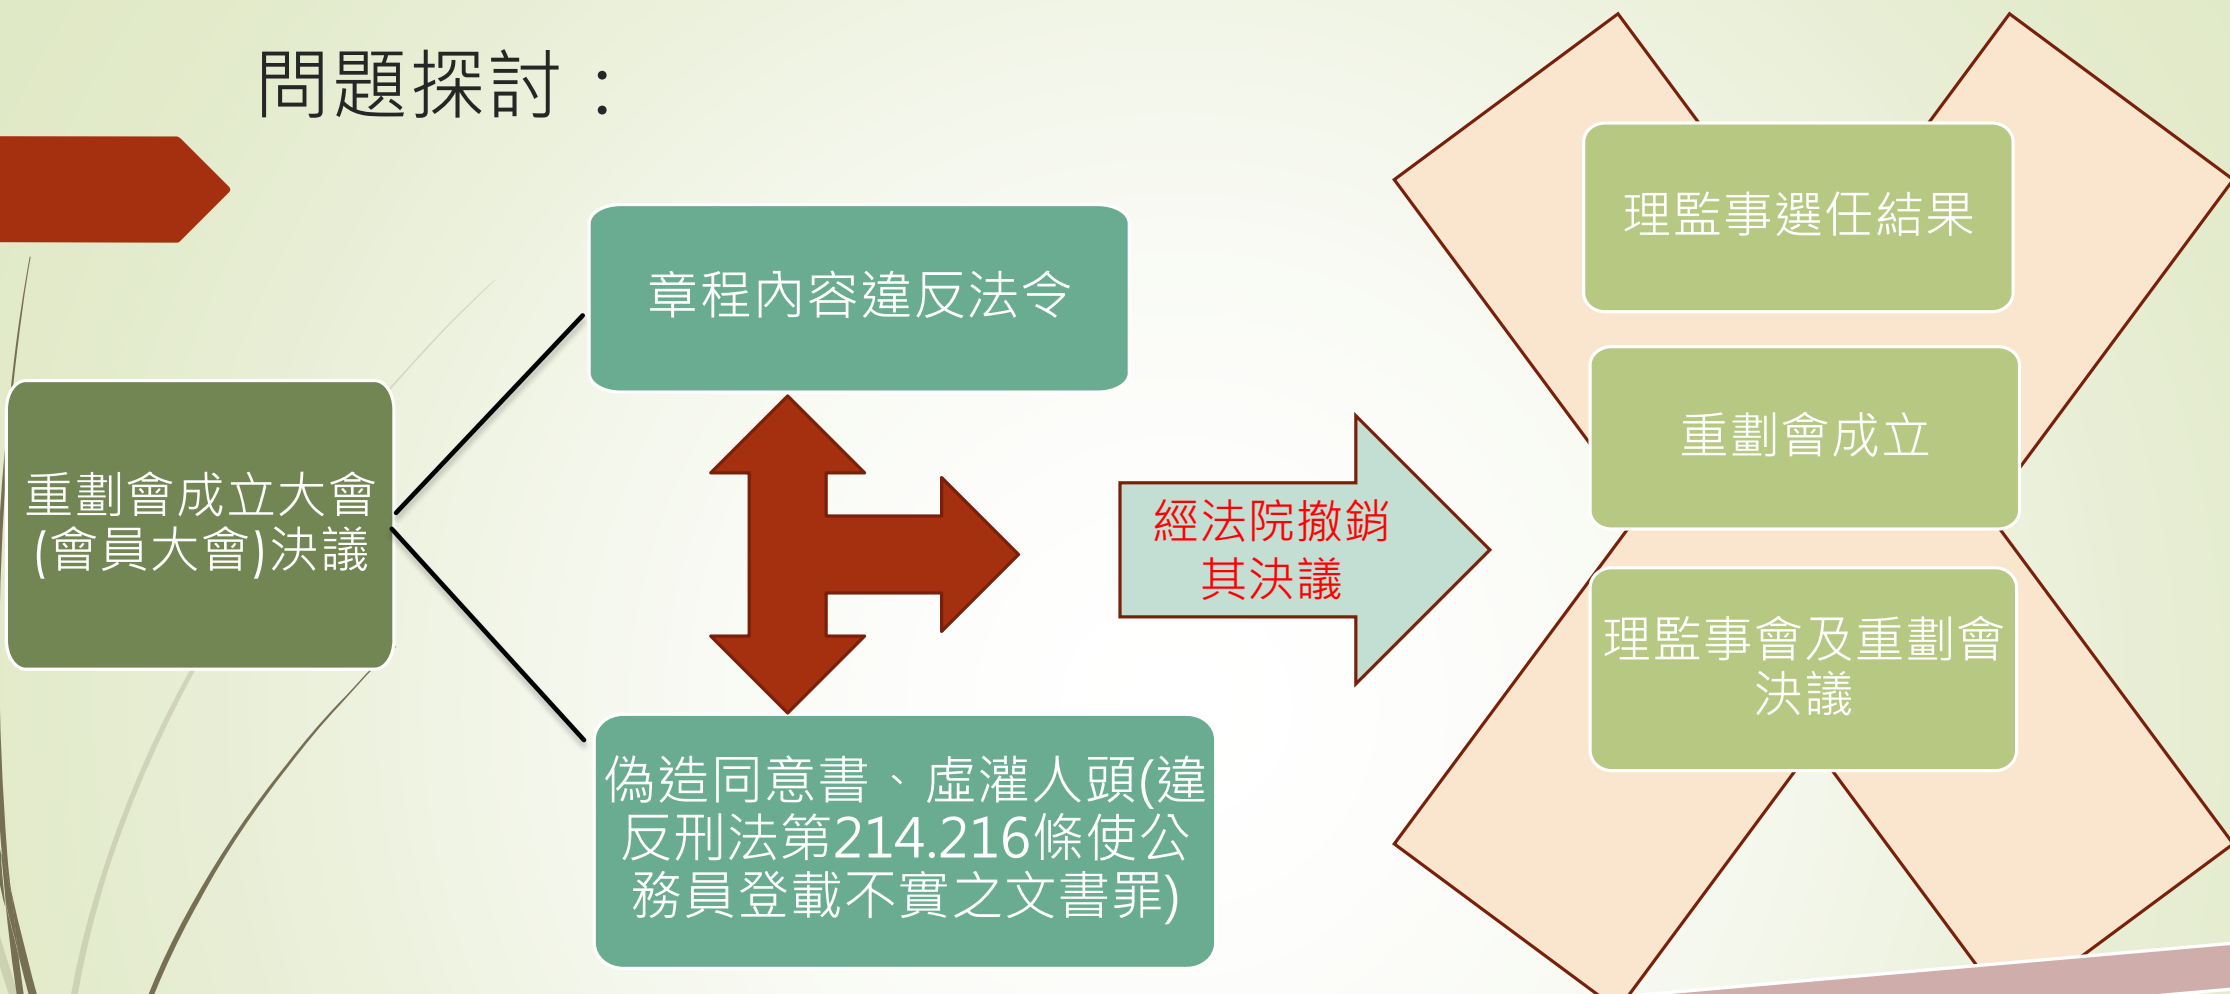 問題探討：
重劃會成立大會
(會員大會)決議
章程內容違反法令
偽造同意書、虛灌人頭(違
反刑法第214.216條使公
務員登載不實之文書罪)
經法院撤銷
其決議
理監事選任結果
重劃會成立
理監事會及重劃會
決議